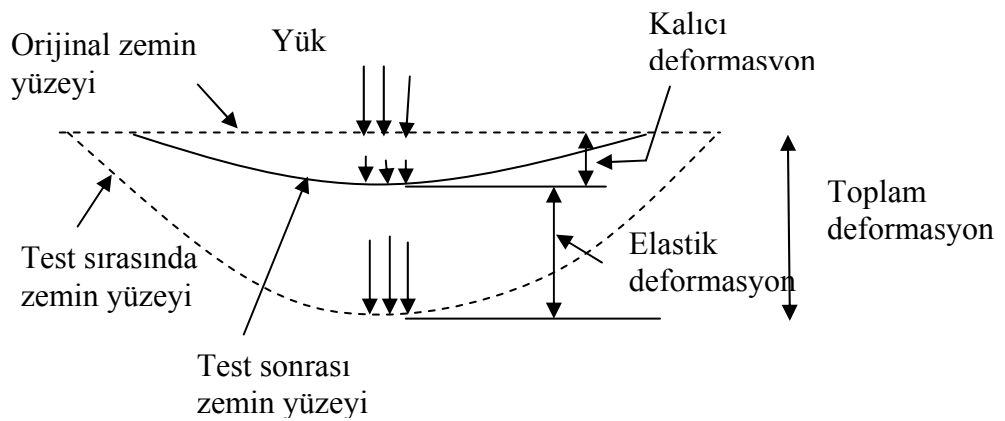 Orijinal zemin
yüzeyi
Yük
Kalıcı
deformasyon
Toplam
deformasyon
Elastik
deformasyon
Test sırasında
zemin yüzeyi
Test sonrası
zemin yüzeyi